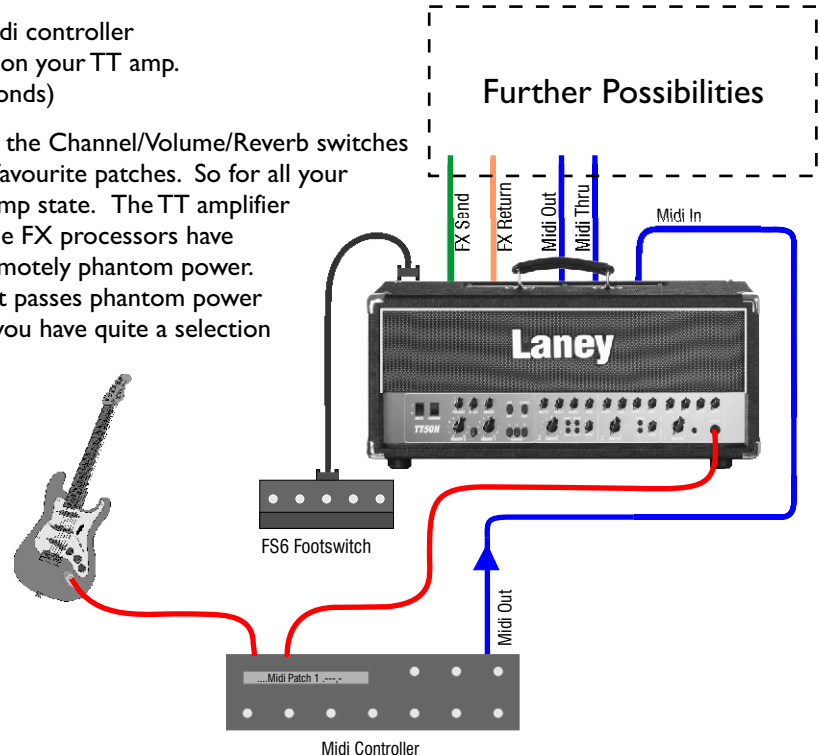 di controller
on your TT amp.
onds)
the Channel/Volume/Reverb switches
favourite patches. So for all your
mp state. The TT amplifier
e FX processors have
motely phantom power.
t passes phantom power
you have quite a selection
Further Possibilities
FX Send
FX Return
Midi Out
Midi Thru
Midi In
Laney
TT50H
FS6 Footswitch
Midi Out
....Midi Patch 1 .---,-
Midi Controller